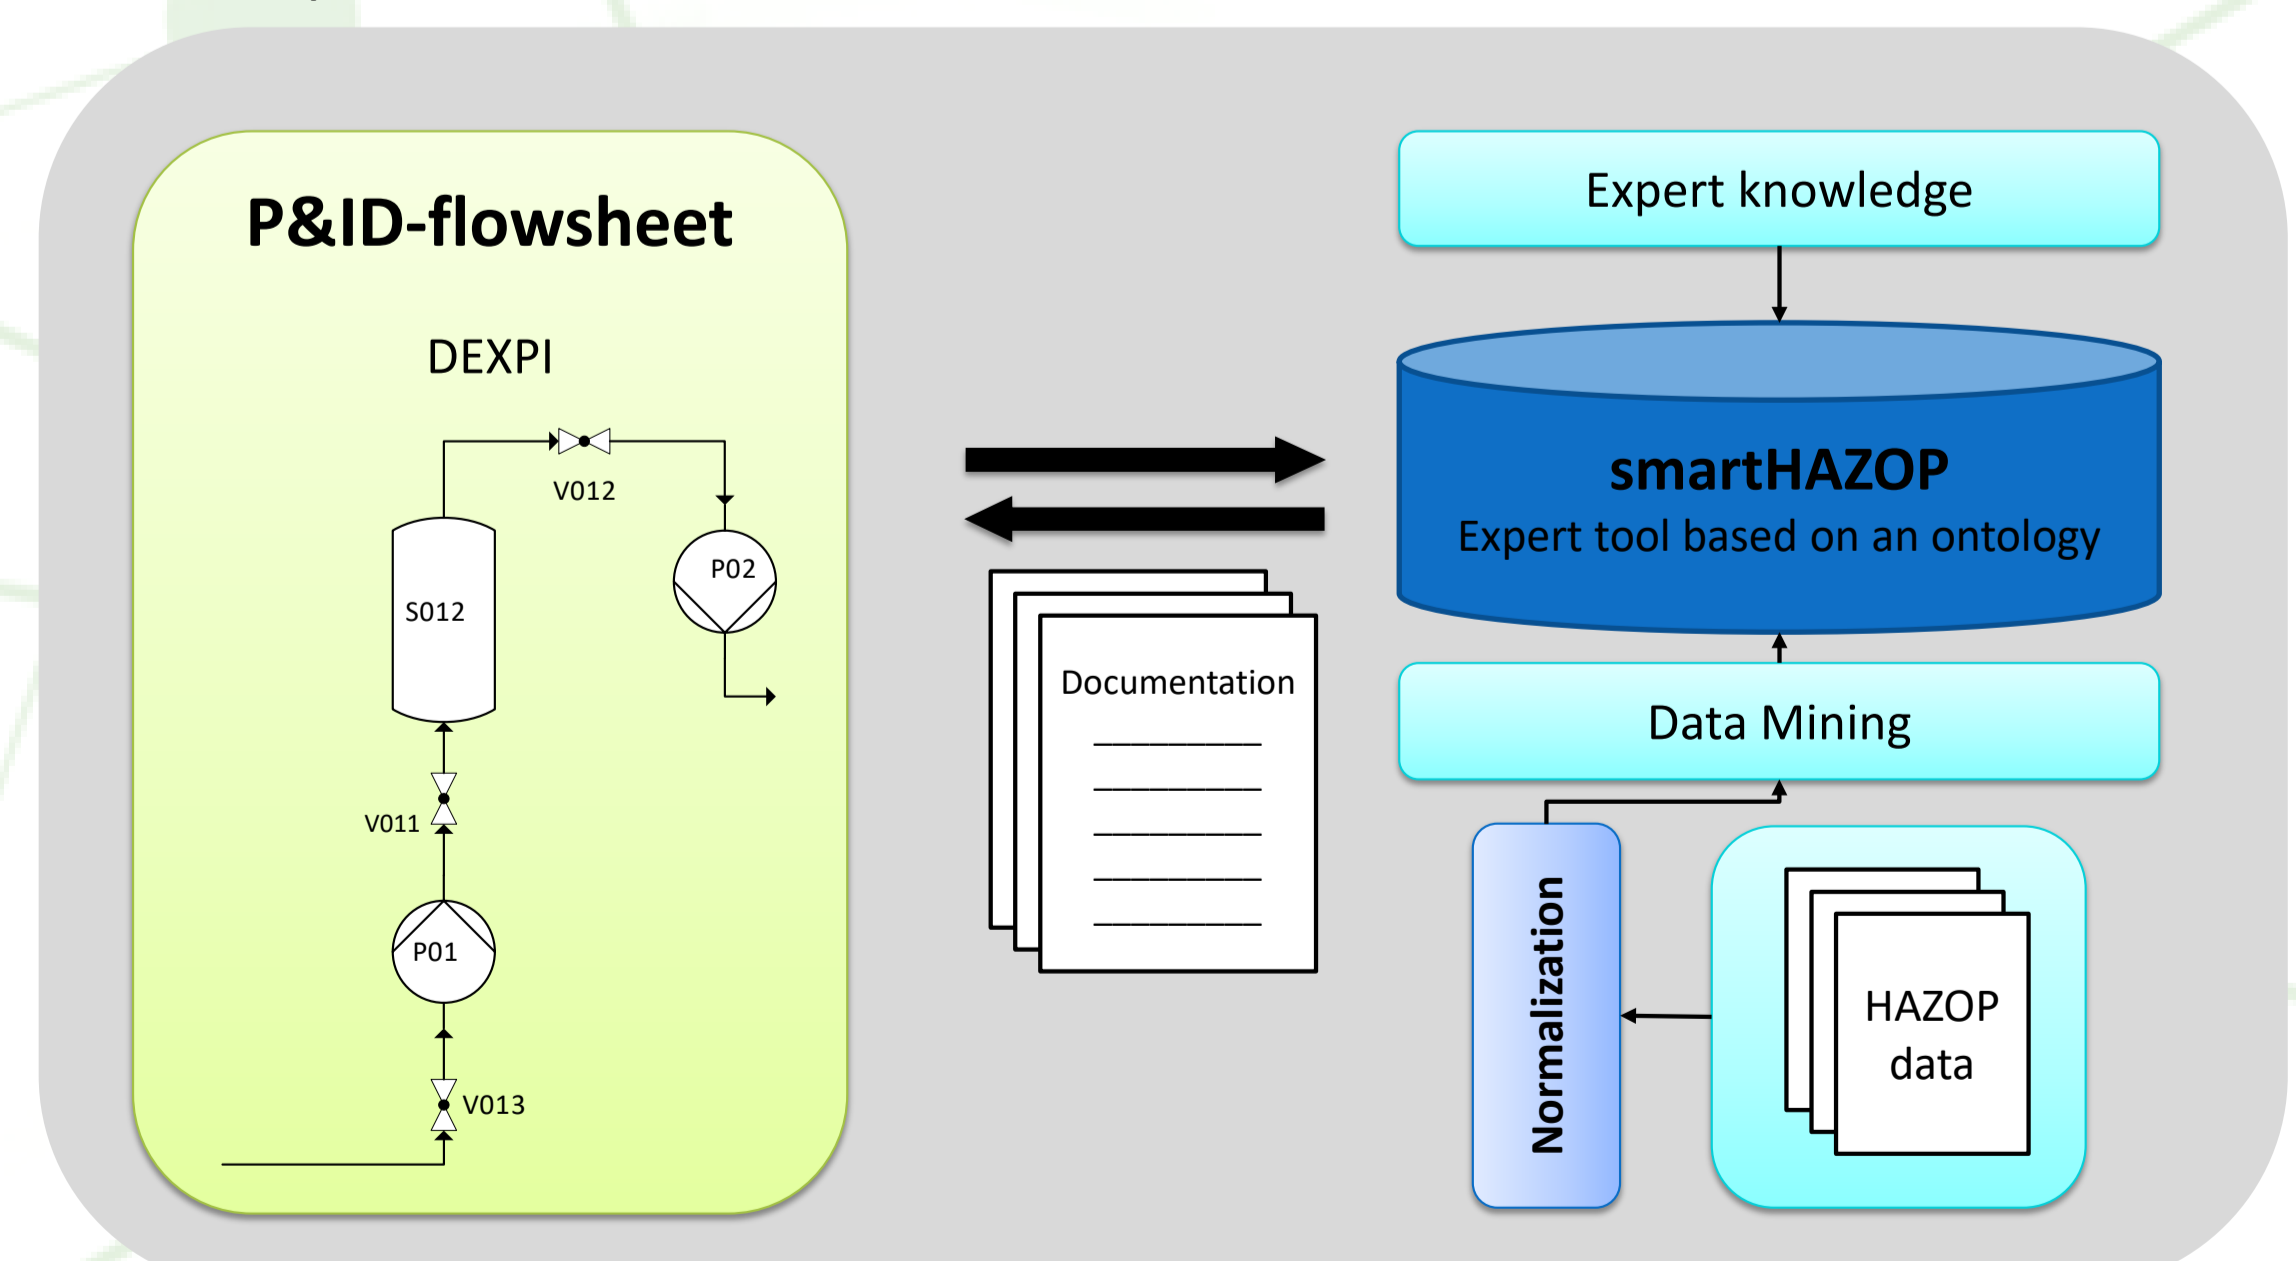 P&ID-flowsheet
DEXPI
V012
P02
S012
V011
P01
V013
Documentation
Expert knowledge
smartHAZOP
Expert tool based on an ontology
Data Mining
Normalization
HAZOP
data